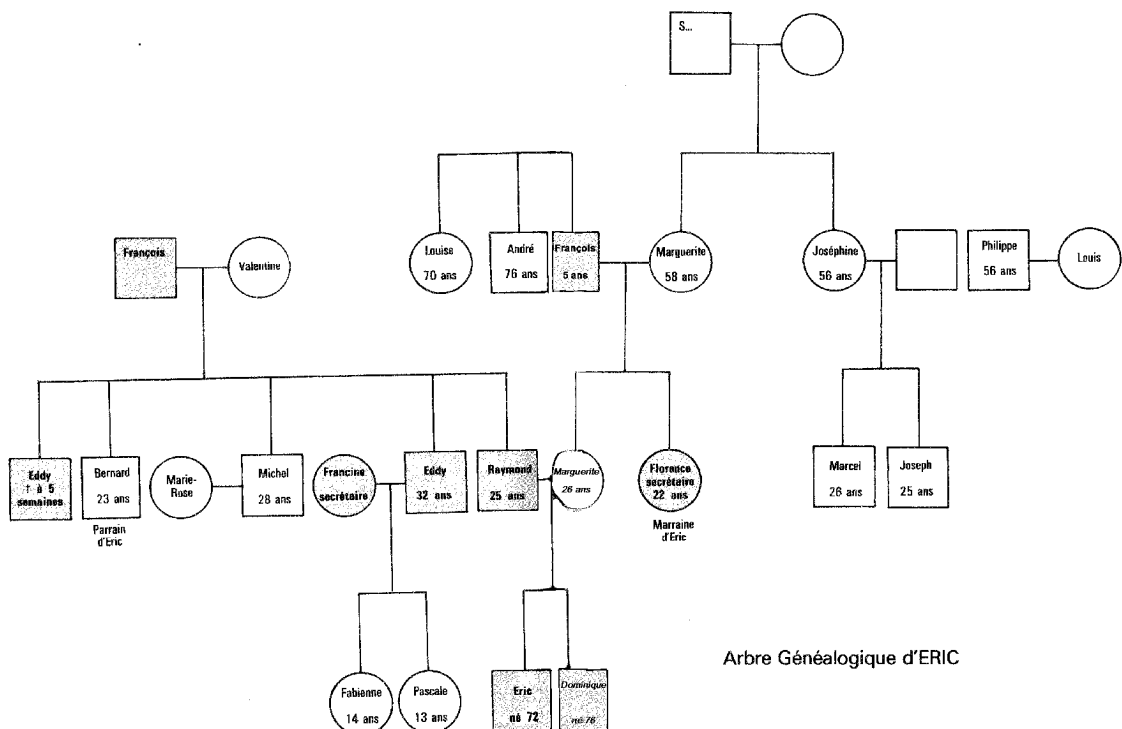 S...
François
Valentine
Louise
70 ans
André
76 ans
François
5 ans
Marguerite
58 ans
Joséphine
56 ans
Philippe
56 ans
Louis
Eddy
† à 5
semaines
Bernard
23 ans
Parrain
d'Eric
Marie-
Rose
Michel
28 ans
Francine
secrétaire
Eddy
32 ans
Raymond
25 ans
Marguerite
26 ans
Florence
secrétaire
22 ans
Marraine
d'Eric
Marcel
26 ans
Joseph
25 ans
Fabienne
14 ans
Pascale
13 ans
Eric
né 72
Dominique
né 76
Arbre Généalogique d'ERIC